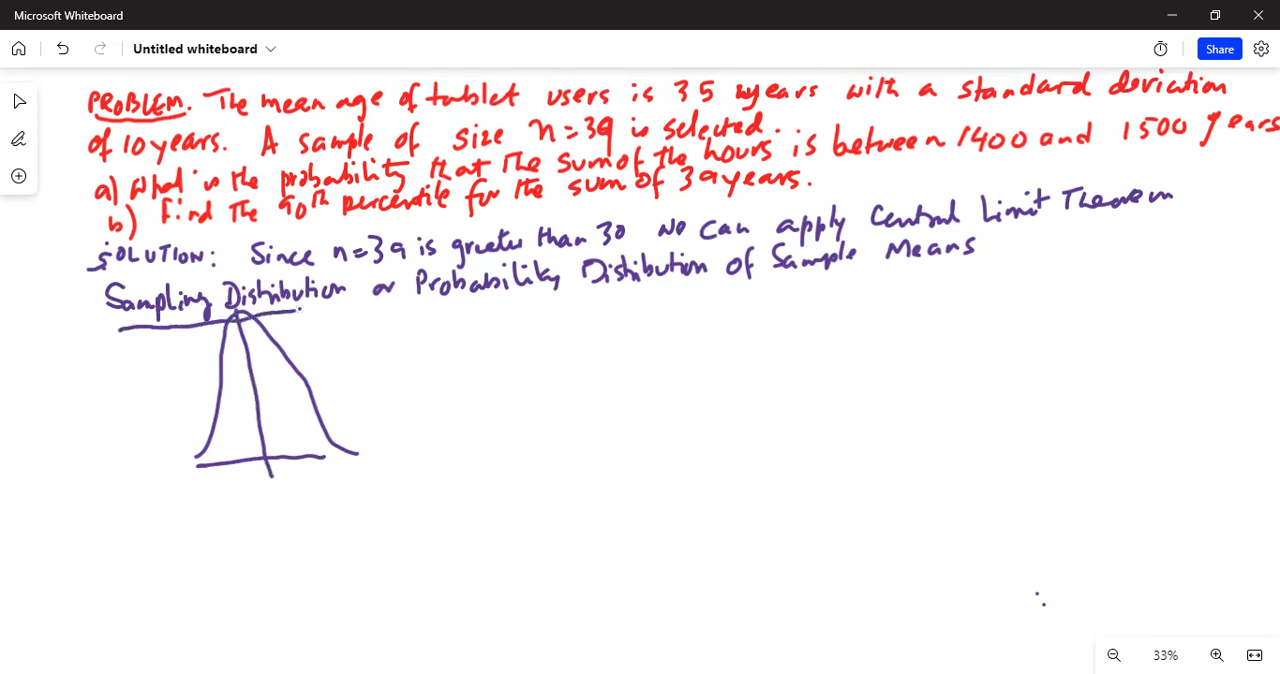 Microsoft Whiteboard
Untitled whiteboard
Share
PROBLEM. The mean age of tablet users is 35 years with a standard deviation
of 10 years. A sample of size n=39 is selected.
a) What is the probability that the sum of the hours is between 1400 and 1500 years
b) Find the 90th percentile for the sum of 39 years.
SOLUTION: Since n=39 is greater than 30 we can apply Central Limit Theorem
Sampling Distribution or Probability Distribution of Sample Means
33%